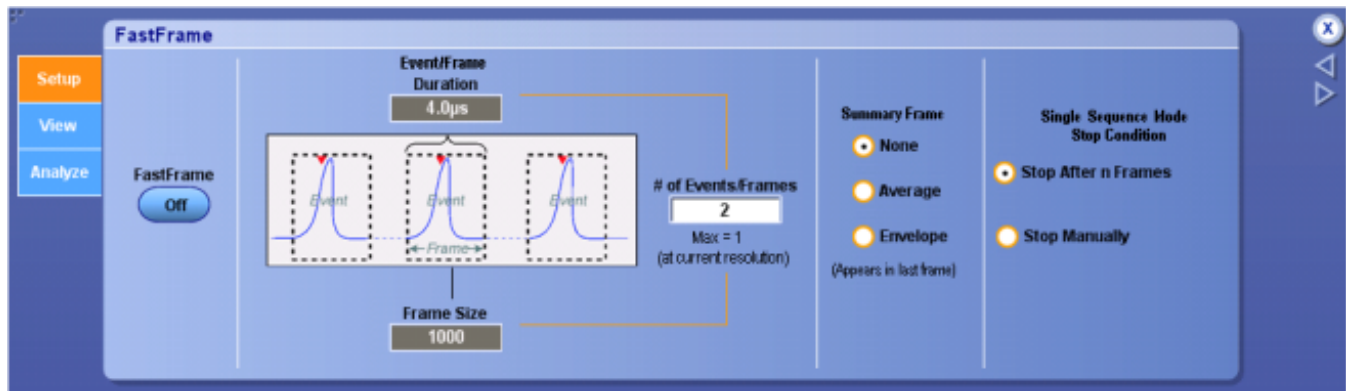 FastFrame
Setup
View
Analyze
FastFrame
Off
Event/Frame
Duration
4.0µs
Event
Event
Event
Frame
Frame Size
1000
# of Events/Frames
2
Max = 1
(at current resolution)
Summary Frame
None
Average
Envelope
(Appears in last frame)
Single Sequence Mode
Stop Condition
Stop After n Frames
Stop Manually
X